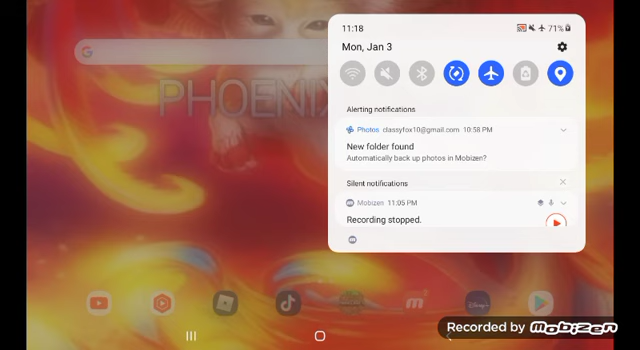 11:18
71%
Mon, Jan 3
PHOENIX
Alerting notifications
Photos classyfox10@gmail.com 10:58 PM
New folder found
Automatically back up photos in Mobizen?
Silent notifications
Mobizen 11:05 PM
Recording stopped.
Disney+
Recorded by mobizen